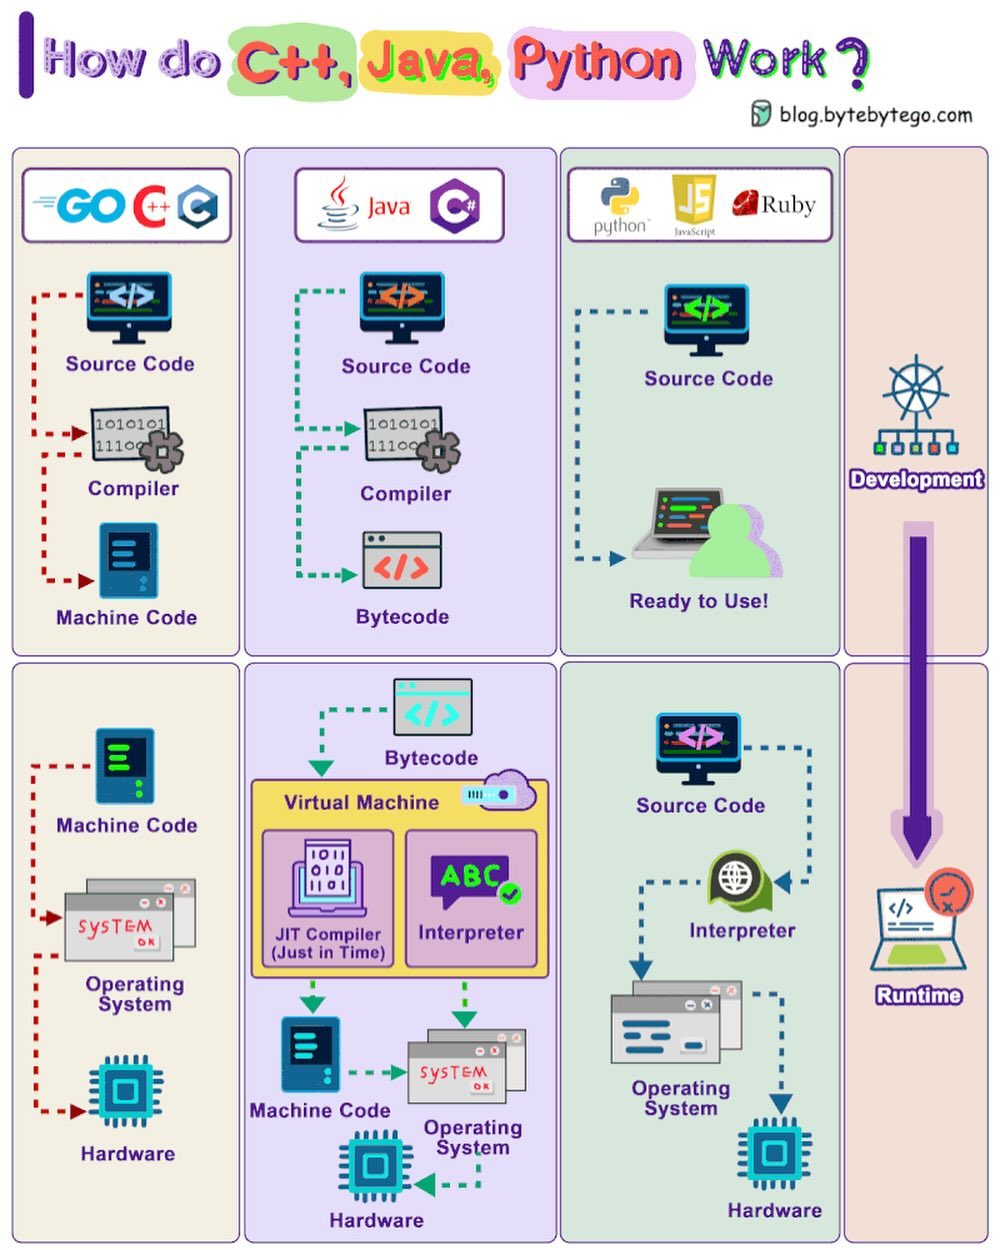 How do C++, Java, Python Work?
blog.bytebytego.com
GO C++ C
Java C#
python JS JavaScript Ruby
Source Code
1010101
11100
Compiler
Machine Code
Source Code
1010101
11100
Compiler
Bytecode
Source Code
Ready to Use!
Development
Machine Code
SYSTEM
OK
Operating
System
Hardware
Bytecode
Virtual Machine
1011
011
1101
JIT Compiler
(Just in Time)
ABC
Interpreter
Machine Code
SYSTEM
OK
Operating
System
Hardware
Source Code
Interpreter
Operating
System
Hardware
Runtime